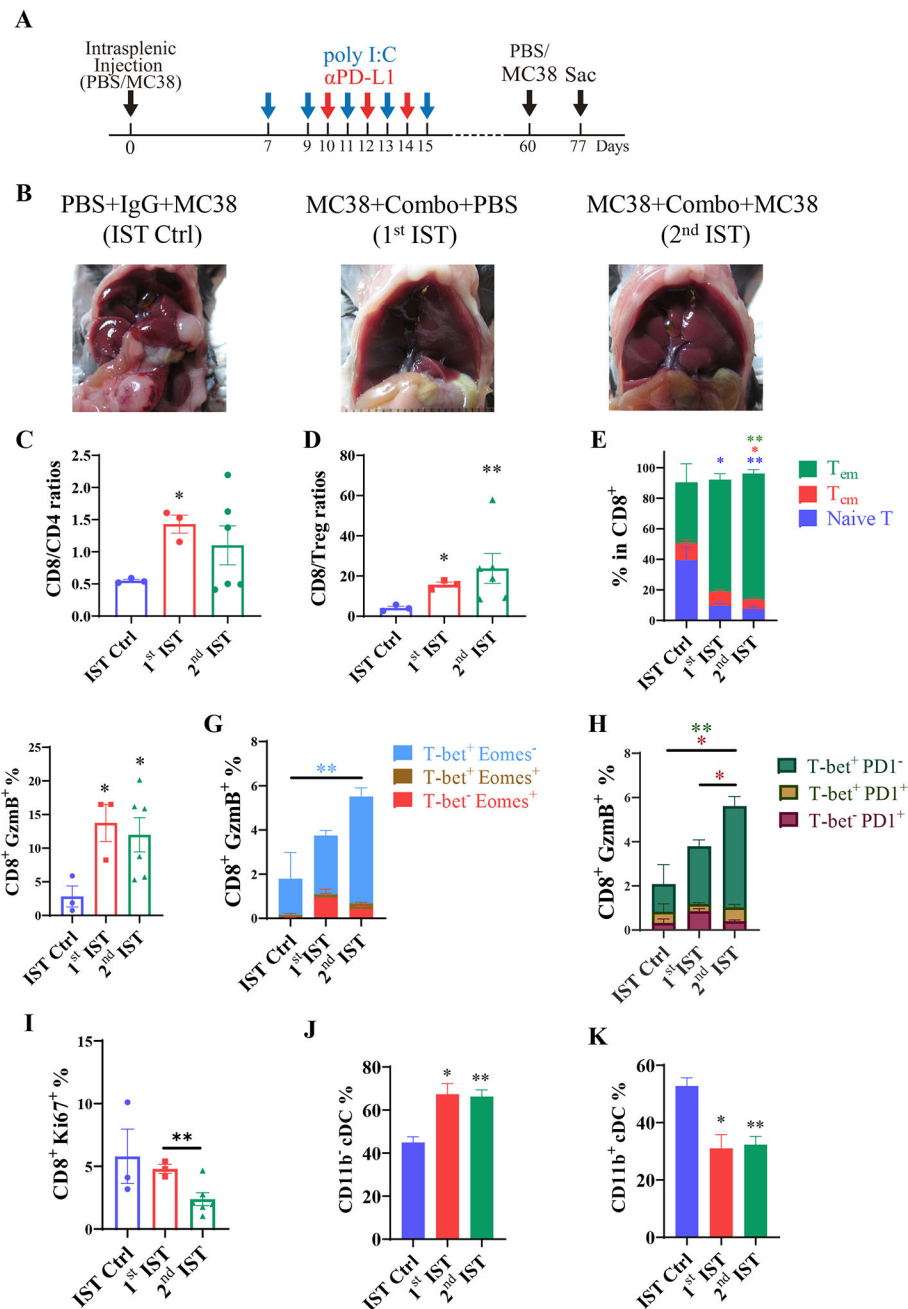 A
Intrasplenic
Injection
(PBS/MC38)
poly I:C
αPD-L1
PBS/
MC38
Sac
0 7 9 10 11 12 13 14 15 60 77 Days
B
PBS+IgG+MC38
(IST Ctrl)
MC38+Combo+PBS
(1st IST)
MC38+Combo+MC38
(2nd IST)
C
CD8/CD4 ratios
2.5
2.0
1.5
1.0
0.5
0.0
*
IST Ctrl
1st IST
2nd IST
D
CD8/Treg ratios
80
60
40
20
0
*
**
IST Ctrl
1st IST
2nd IST
E
% in CD8+
100
80
60
40
20
0
*
**
*
**
IST Ctrl
1st IST
2nd IST
Tem
Tcm
Naive T
CD8+ GzmB+ %
25
20
15
10
5
0
*
*
IST Ctrl
1st IST
2nd IST
G
CD8+ GzmB+ %
8
6
4
2
0
**
IST Ctrl
1st IST
2nd IST
T-bet+ Eomes-
T-bet+ Eomes+
T-bet- Eomes+
H
CD8+ GzmB+ %
8
6
4
2
0
**
*
*
IST Ctrl
1st IST
2nd IST
T-bet+ PD1-
T-bet+ PD1+
T-bet- PD1+
I
CD8+ Ki67+ %
15
10
5
0
**
IST Ctrl
1st IST
2nd IST
J
CD11b- cDC %
80
60
40
20
0
*
**
IST Ctrl
1st IST
2nd IST
K
CD11b+ cDC %
60
40
20
0
*
**
IST Ctrl
1st IST
2nd IST